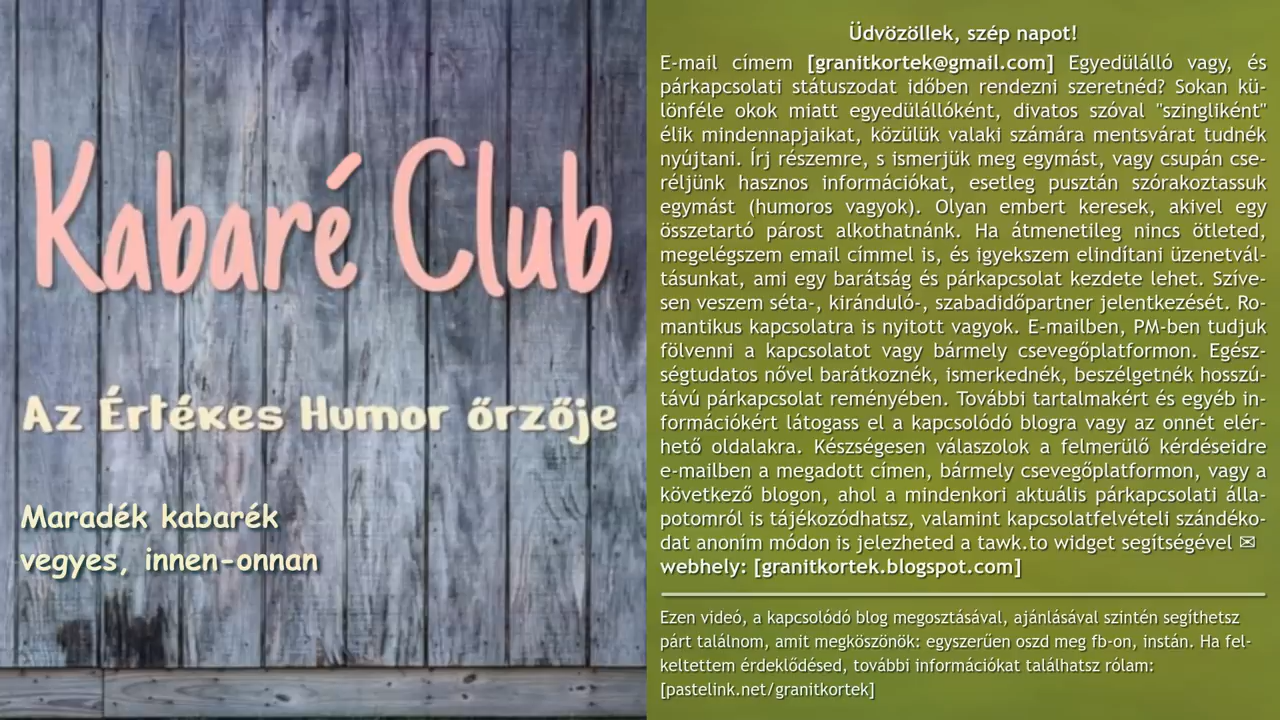 Kabaré Club
Az Értékes Humor őrzője
Maradék kabarék
vegyes, innen-onnan
Üdvözöllek, szép napot!
E-mail címem [granitkortek@gmail.com] Egyedülálló vagy, és
párkapcsolati státuszodat időben rendezni szeretnéd? Sokan kü-
lönféle okok miatt egyedülállóként, divatos szóval "szingliként"
élik mindennapjaikat, közülük valaki számára mentsvárat tudnék
nyújtani. Írj részemre, s ismerjük meg egymást, vagy csupán cse-
réljünk hasznos információkat, esetleg pusztán szórakoztassuk
egymást (humoros vagyok). Olyan embert keresek, akivel egy
összetartó párost alkothatnánk. Ha átmenetileg nincs ötleted,
megelégszem email címmel is, és igyekszem elindítani üzenetvál-
tásunkat, ami egy barátság és párkapcsolat kezdete lehet. Szíve-
sen veszem séta-, kiránduló-, szabadidőpartner jelentkezését. Ro-
mantikus kapcsolatra is nyitott vagyok. E-mailben, PM-ben tudjuk
fölvenni a kapcsolatot vagy bármely csevegőplatformon. Egész-
ségtudatos nővel barátkoznék, ismerkednék, beszélgetnék hosszú-
távú párkapcsolat reményében. További tartalmakért és egyéb in-
formációkért látogass el a kapcsolódó blogra vagy az onnét elér-
hető oldalakra. Készségesen válaszolok a felmerülő kérdéseidre
e-mailben a megadott címen, bármely csevegőplatformon, vagy a
következő blogon, ahol a mindenkori aktuális párkapcsolati álla-
potomról is tájékozódhatsz, valamint kapcsolatfelvételi szándéko-
dat anonim módon is jelezheted a tawk.to widget segítségével ✉
webhely: [granitkortek.blogspot.com]
Ezen videó, a kapcsolódó blog megosztásával, ajánlásával szintén segíthetsz
párt találnom, amit megköszönök: egyszerűen oszd meg fb-on, instán. Ha fel-
keltettem érdeklődésed, további információkat találhatsz rólam:
[pastelink.net/granitkortek]